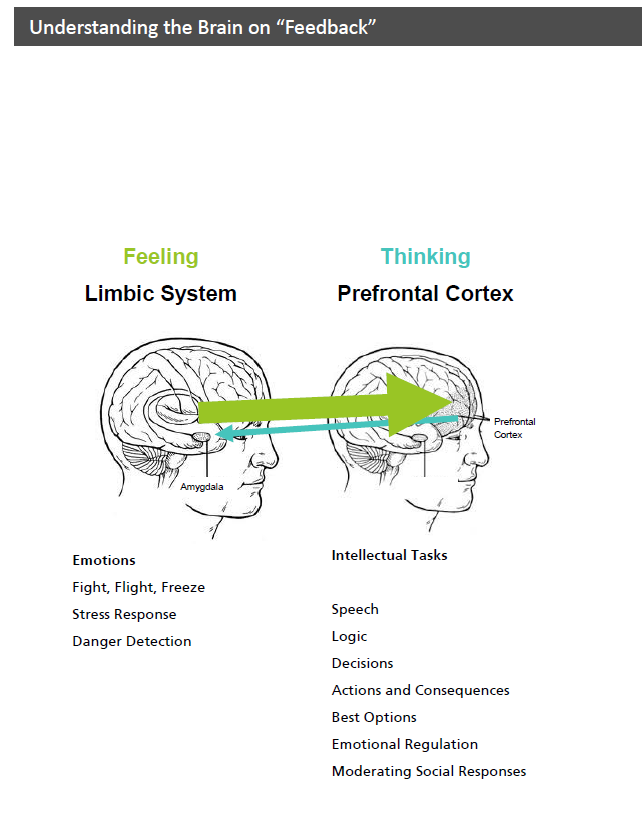 Understanding the Brain on “Feedback”
Feeling
Limbic System
Thinking
Prefrontal Cortex
Prefrontal
Cortex
Amygdala
Emotions
Fight, Flight, Freeze
Stress Response
Danger Detection
Intellectual Tasks
Speech
Logic
Decisions
Actions and Consequences
Best Options
Emotional Regulation
Moderating Social Responses